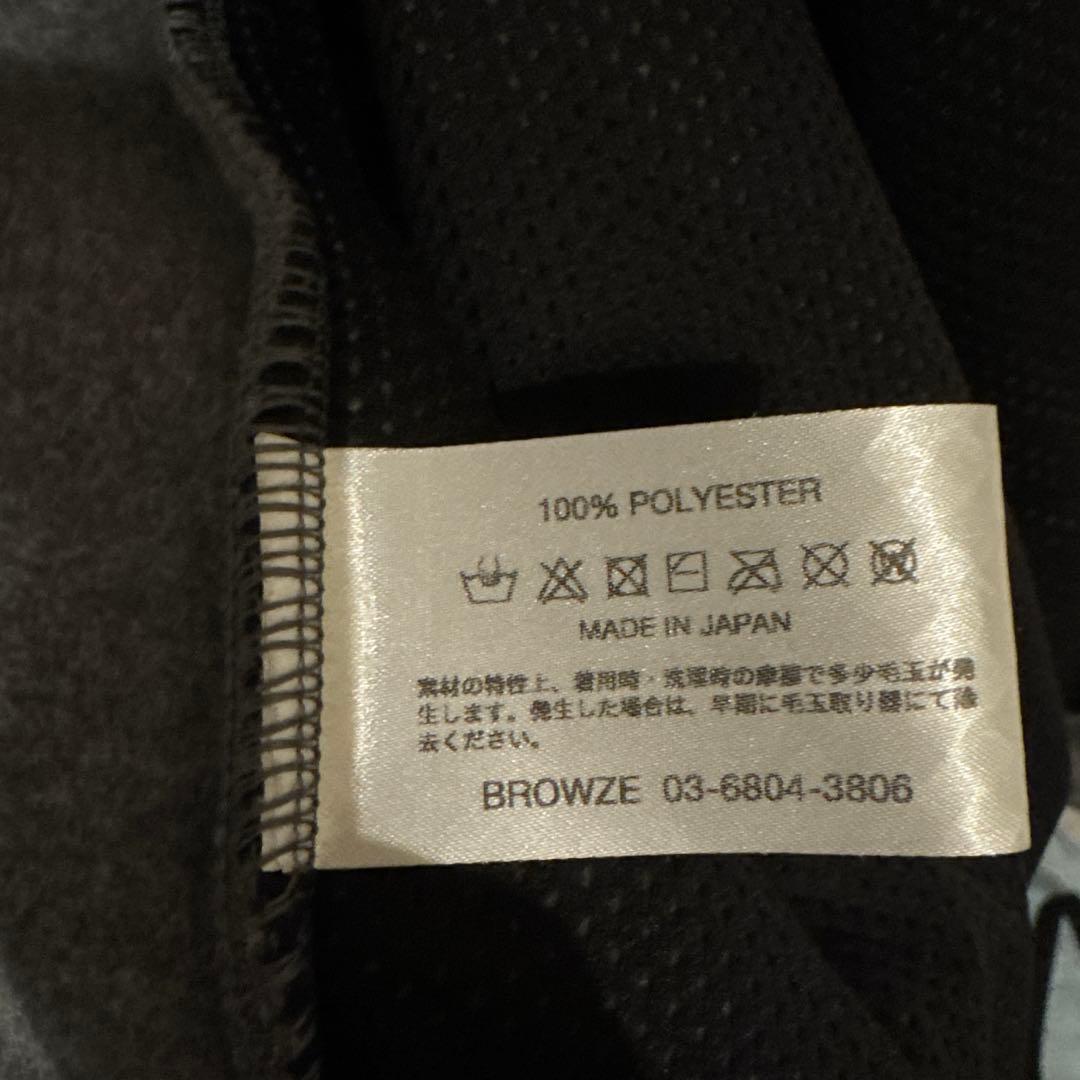 100% POLYESTER
MADE IN JAPAN
素材の特性上、着用時・洗濯時の摩擦で多少毛玉が発
生します。発生した場合は、早期に毛玉取り器にて除
去ください。
BROWZE 03-6804-3806